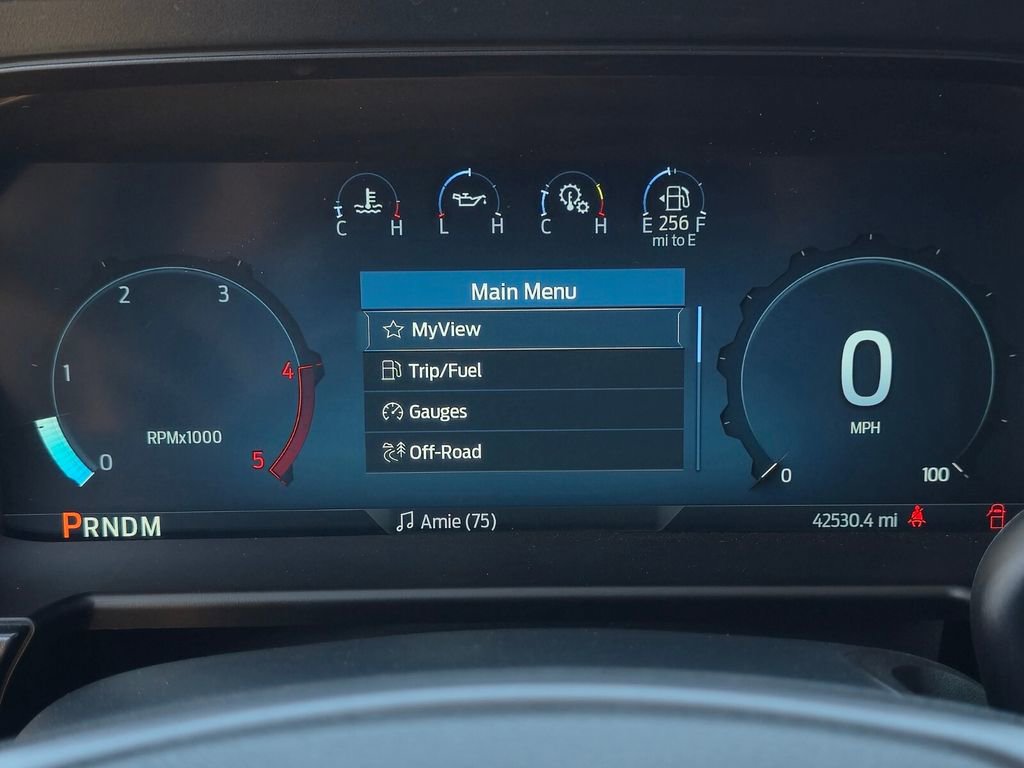 C H L H C H E 256 F
mi to E
Main Menu
MyView
Trip/Fuel
Gauges
Off-Road
0 1 2 3 4 5
RPMx1000
0
MPH
0 100
PRNDM
Amie (75)
42530.4 mi